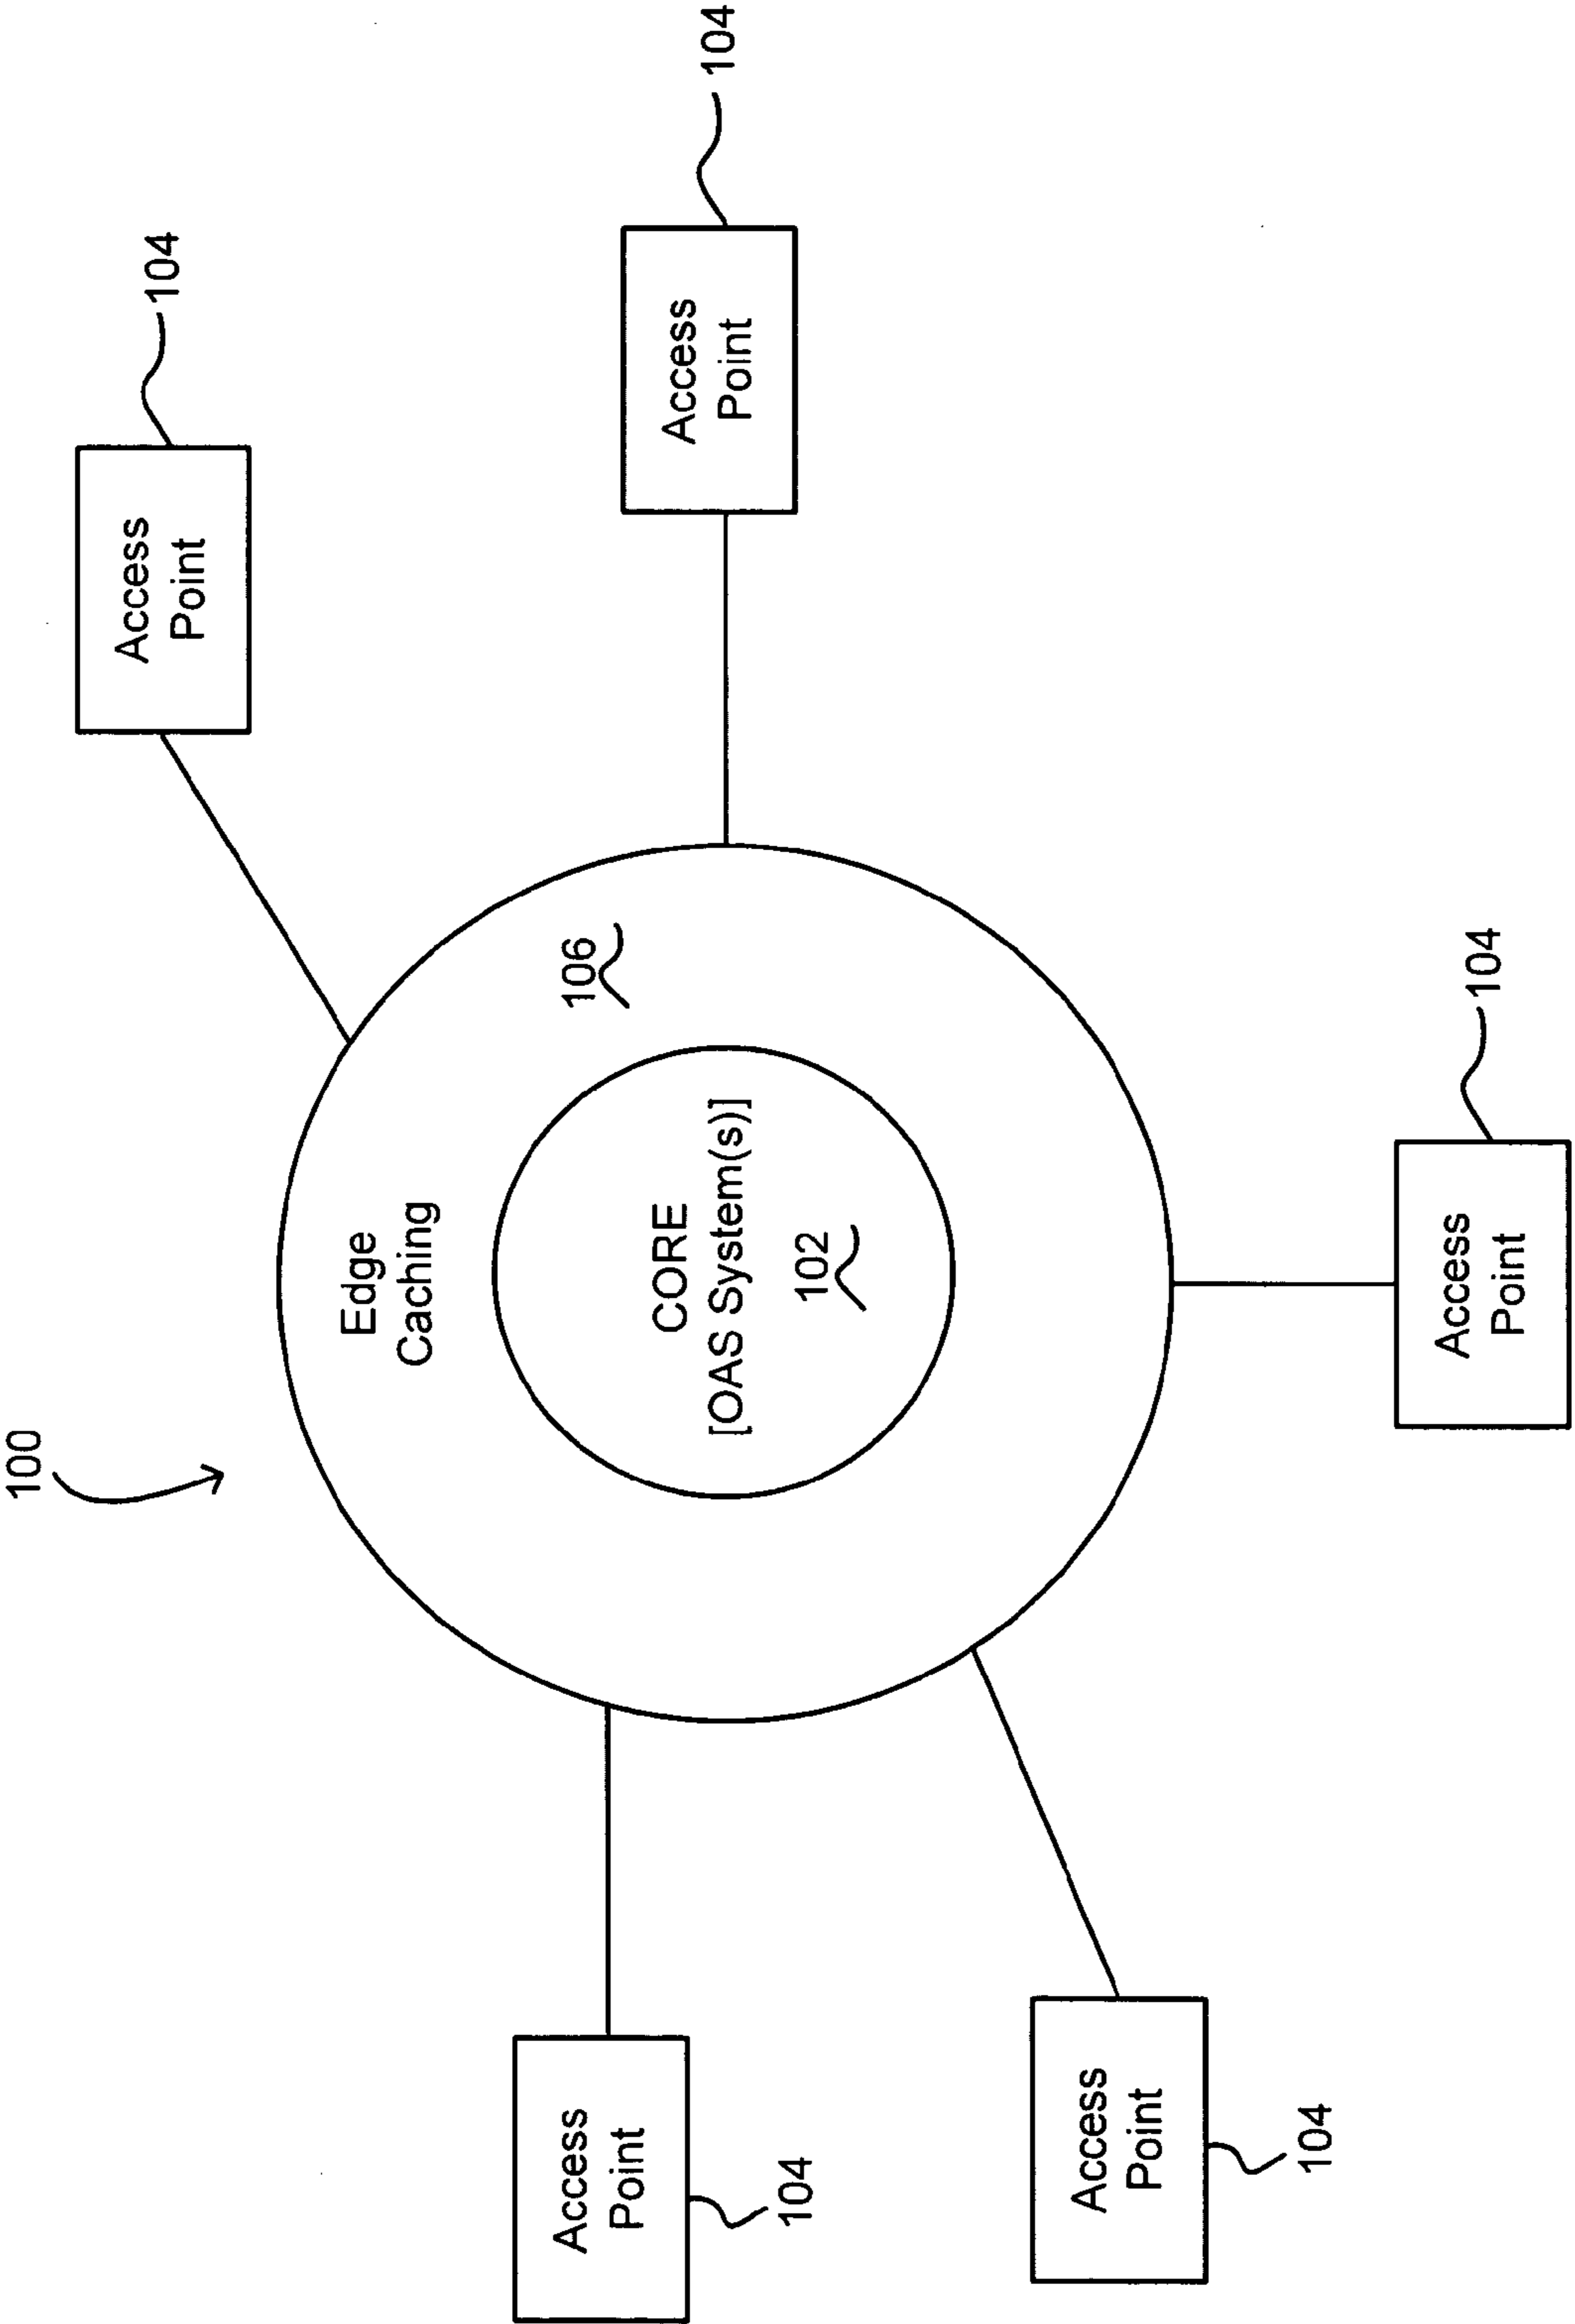 100
Edge
Caching
106
CORE
[OAS System(s)]
102
Access
Point
104
Access
Point
104
Access
Point
104
Access
Point
104
Access
Point
104